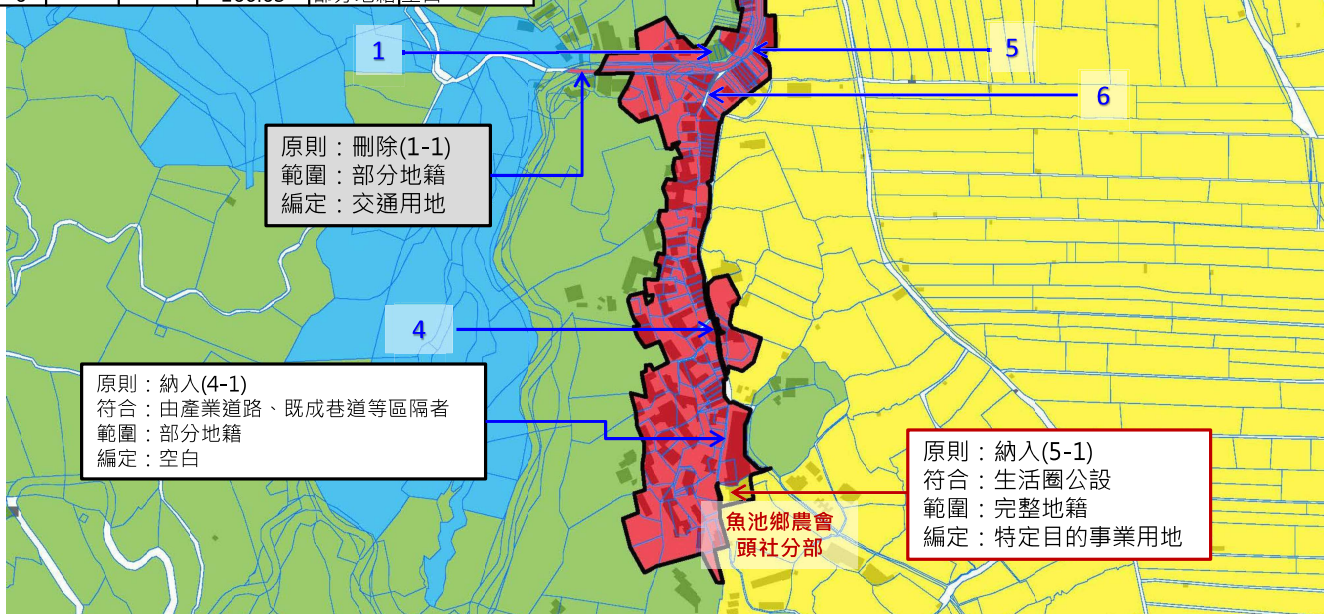 1
5
6
原則：刪除(1-1)
範圍：部分地籍
編定：交通用地
4
原則：納入(4-1)
符合：由產業道路、既成巷道等區隔者
範圍：部分地籍
編定：空白
原則：納入(5-1)
符合：生活圈公設
範圍：完整地籍
編定：特定目的事業用地
魚池鄉農會
頭社分部